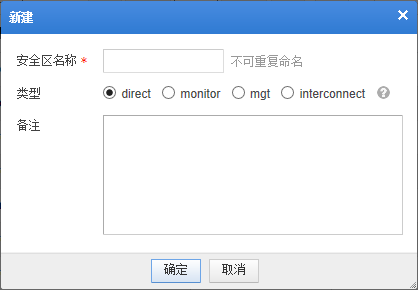 新建
安全区名称 * 不可重复命名
类型 direct monitor mgt interconnect ?
备注
确定 取消